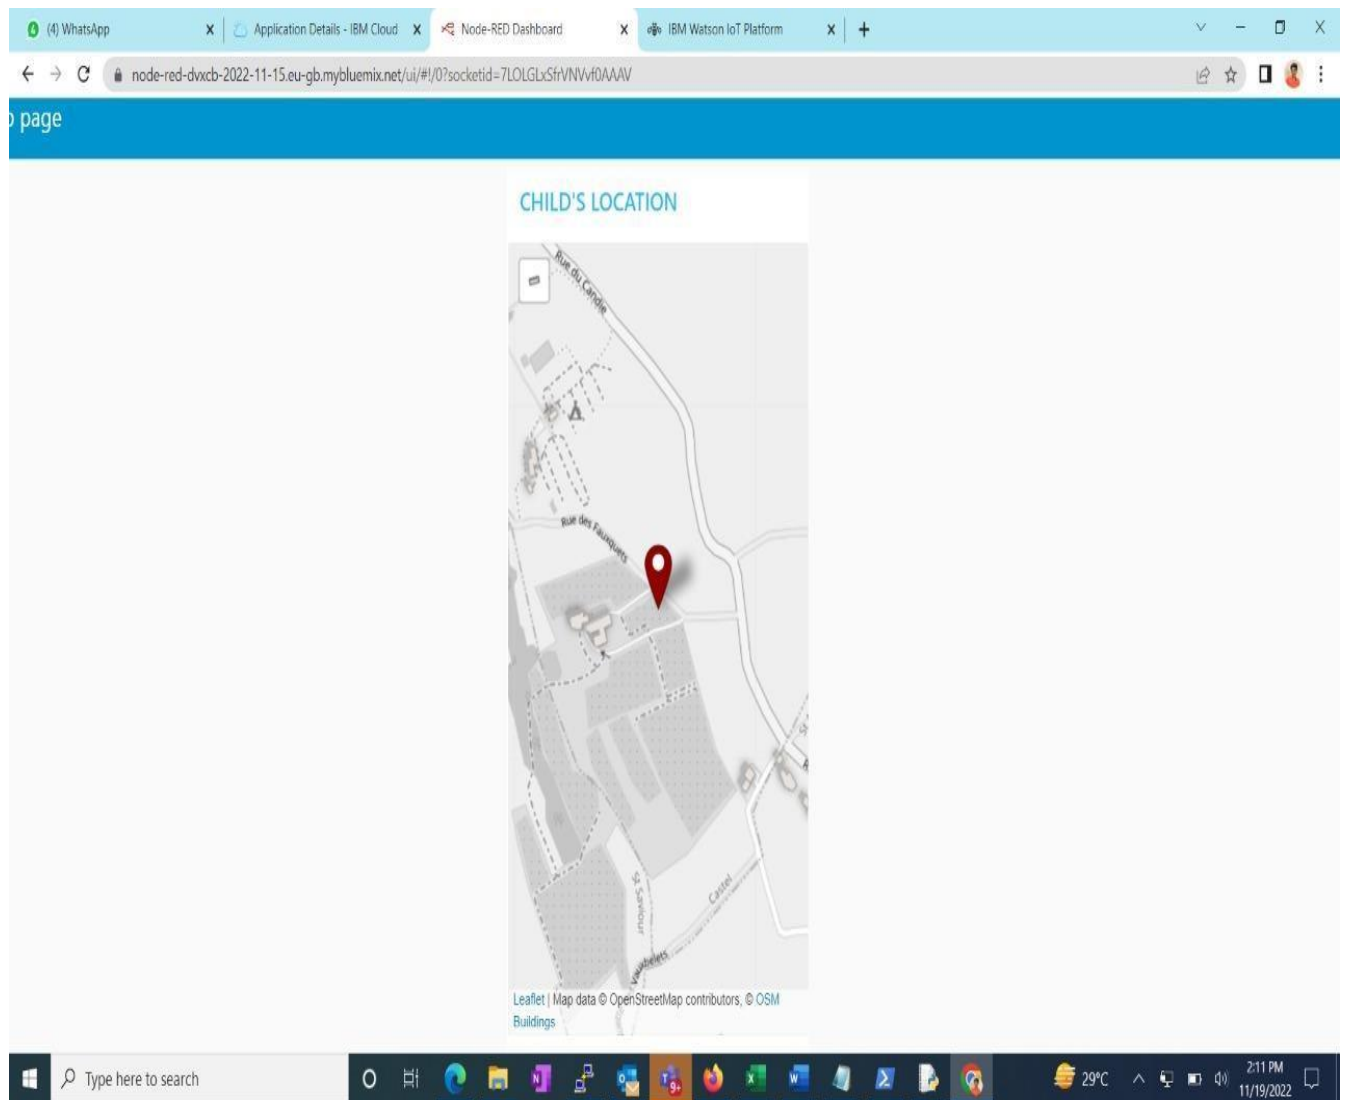 (4) WhatsApp
Application Details - IBM Cloud
Node-RED Dashboard
IBM Watson IoT Platform
node-red-dvxcb-2022-11-15.eu-gb.mybluemix.net/ui/#!/0?socketid=7LOLGLxSfrVNVvf0AAAV
page
CHILD'S LOCATION
Rue du Candie
Rue des Fauxquets
St Saviour
Castel
Vauxbelets
Leaflet | Map data © OpenStreetMap contributors, © OSM
Buildings
Type here to search
29°C
2:11 PM
11/19/2022